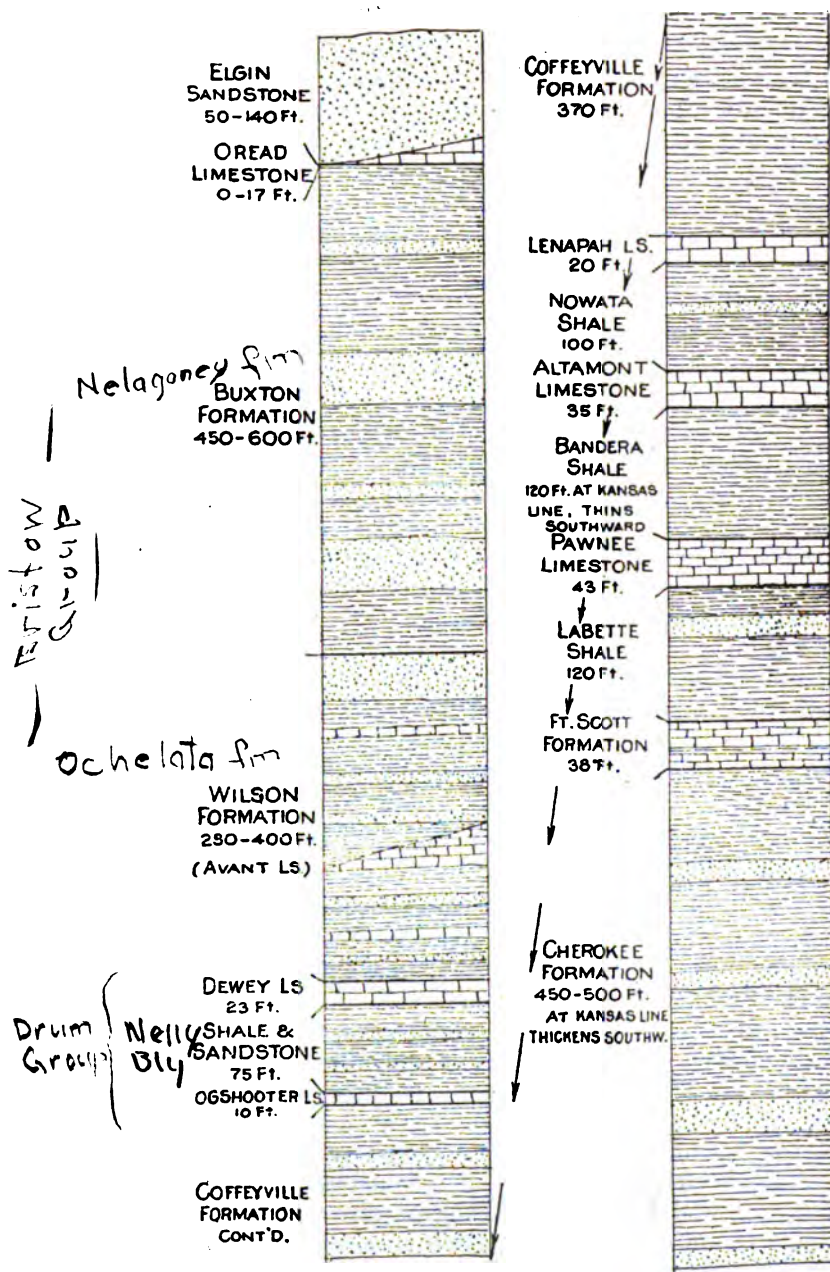 ELGIN
SANDSTONE
50-140 Ft.
OREAD
LIMESTONE
0-17 Ft.
Nelagoney fm
BUXTON
FORMATION
450-600 Ft.
Bristow
Group
Ochelata fm
WILSON
FORMATION
280-400 Ft.
(AVANT LS.)
DEWEY LS
23 Ft.
Drum
Group
Nelly
Bly
SHALE &
SANDSTONE
75 Ft.
OGSHOOTER LS
10 Ft.
COFFEYVILLE
FORMATION
CONT'D.
COFFEYVILLE
FORMATION
370 Ft.
LENAPAH LS.
20 Ft.
NOWATA
SHALE
100 Ft.
ALTAMONT
LIMESTONE
35 Ft.
BANDERA
SHALE
120 Ft. AT KANSAS
LINE, THINS
SOUTHWARD
PAWNEE
LIMESTONE
43 Ft.
LABETTE
SHALE
120 Ft.
FT. SCOTT
FORMATION
38 Ft.
CHEROKEE
FORMATION
450-500 Ft.
AT KANSAS LINE
THICKENS SOUTHW.